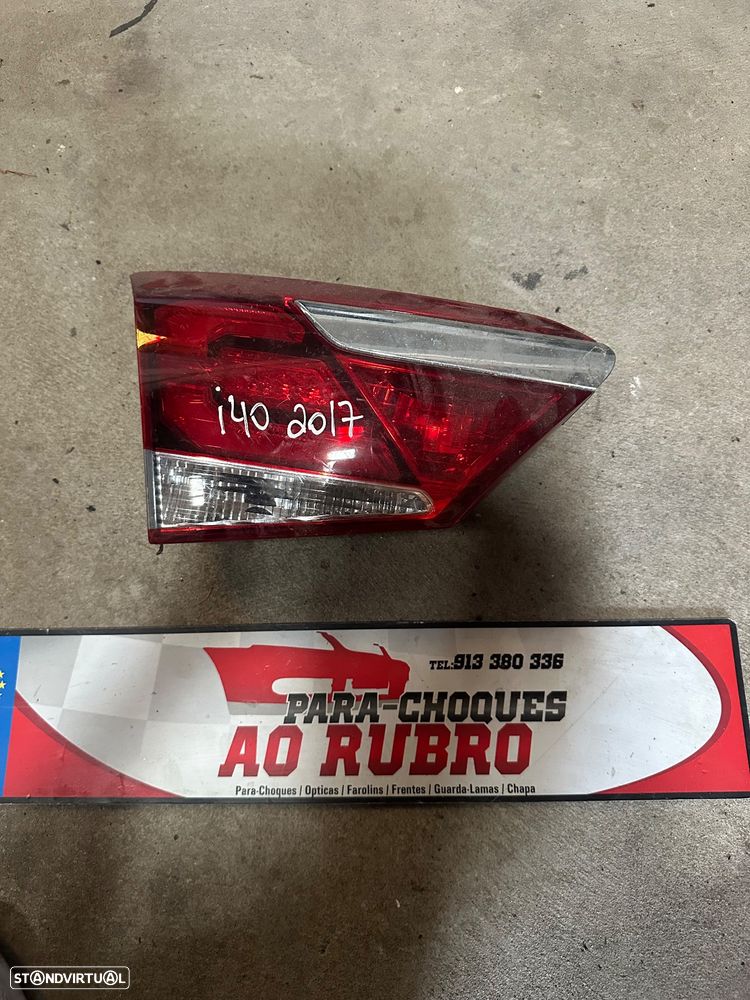 i40 2017
TEL:913 380 336
PARA-CHOQUES
AO RUBRO
Para-Choques / Opticas / Farolins / Frentes / Guarda-Lamas / Chapa
STANDVIRTUAL